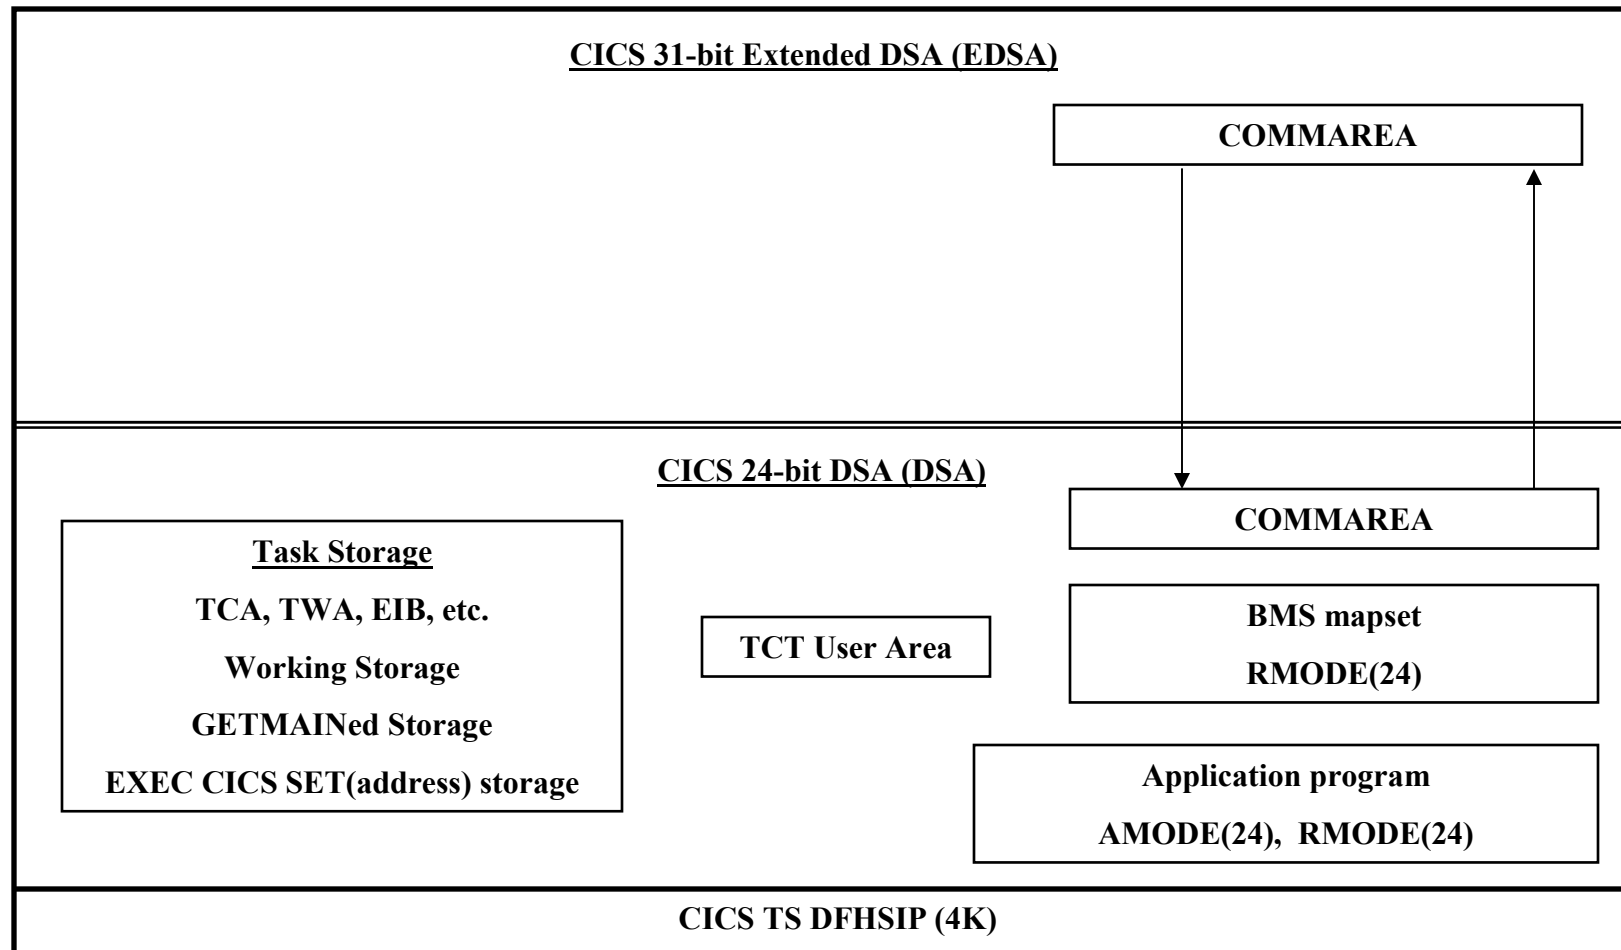 CICS 31-bit Extended DSA (EDSA)
COMMAREA
CICS 24-bit DSA (DSA)
COMMAREA
Task Storage
TCA, TWA, EIB, etc.
Working Storage
GETMAINed Storage
EXEC CICS SET(address) storage
TCT User Area
BMS mapset
RMODE(24)
Application program
AMODE(24), RMODE(24)
CICS TS DFHSIP (4K)